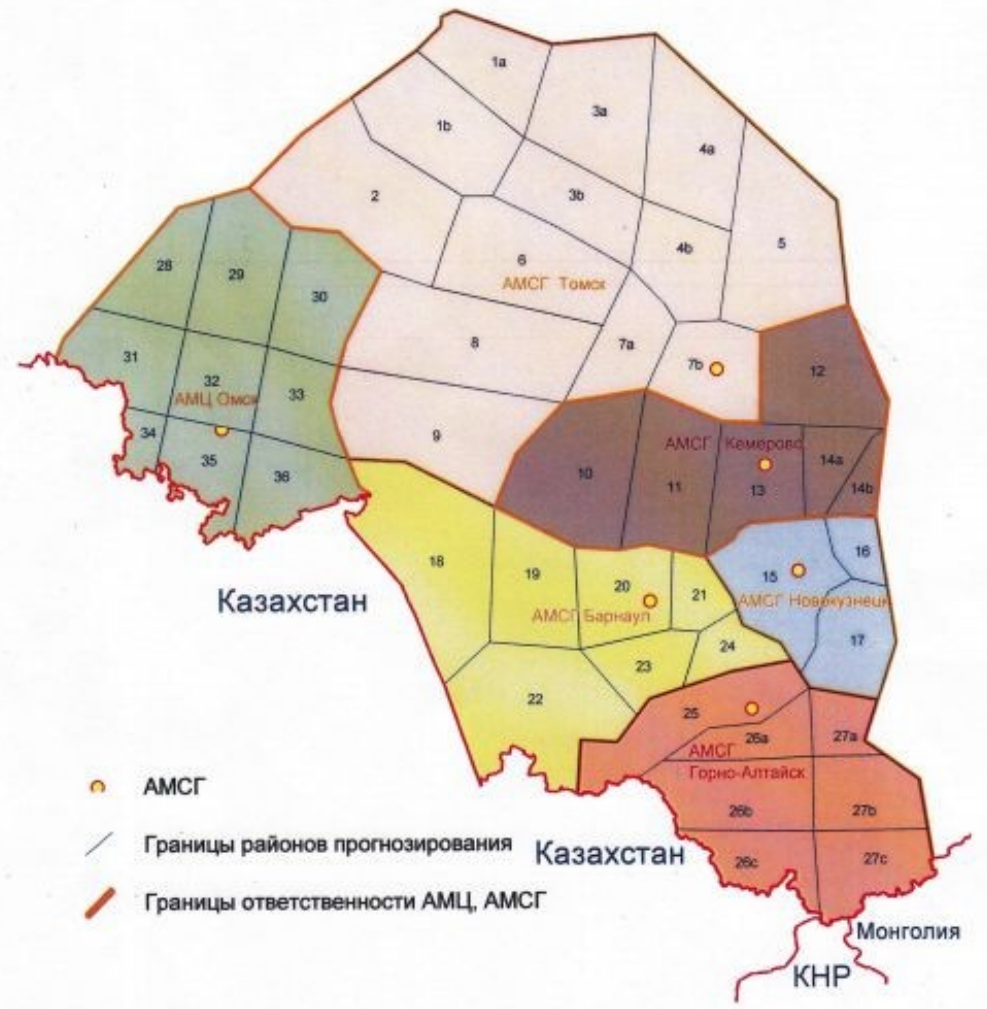 1a
3a
1b
4a
2
3b
5
4b
6
АМСГ Томск
28
29
30
8
7a
7b
31
12
32
33
АМЦ Омск
9
34
35
36
АМСГ Кемерово
10
11
13
14a
14b
18
19
20
21
15
16
Казахстан
АМСГ Барнаул
АМСГ Новокузнецк
23
24
17
22
25
26a
27a
АМСГ
Горно-Алтайск
АМСГ
26b
27b
Границы районов прогнозирования
Казахстан
26c
27c
Границы ответственности АМЦ, АМСГ
Монголия
КНР